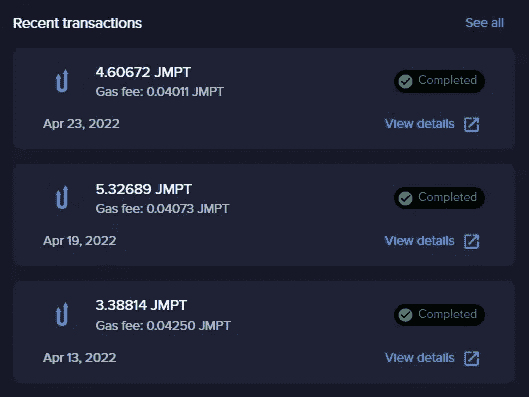 Recent transactions See all
4.60672 JMPT Completed
Gas fee: 0.04011 JMPT
Apr 23, 2022 View details
5.32689 JMPT Completed
Gas fee: 0.04073 JMPT
Apr 19, 2022 View details
3.38814 JMPT Completed
Gas fee: 0.04250 JMPT
Apr 13, 2022 View details